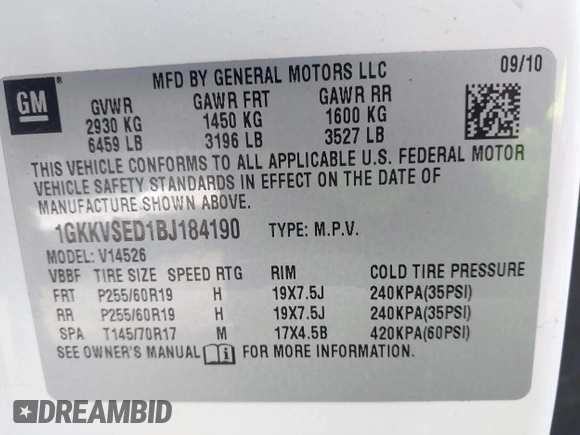 MFD BY GENERAL MOTORS LLC 09/10
GM
GVWR GAWR FRT GAWR RR
2930 KG 1450 KG 1600 KG
6459 LB 3196 LB 3527 LB
THIS VEHICLE CONFORMS TO ALL APPLICABLE U.S. FEDERAL MOTOR
VEHICLE SAFETY STANDARDS IN EFFECT ON THE DATE OF
MANUFACTURE SHOWN ABOVE.
1GKKVSED1BJ184190 TYPE: M.P.V.
MODEL: V14526
VBBF TIRE SIZE SPEED RTG RIM COLD TIRE PRESSURE
FRT P255/60R19 H 19X7.5J 240KPA(35PSI)
RR P255/60R19 H 19X7.5J 240KPA(35PSI)
SPA T145/70R17 M 17X4.5B 420KPA(60PSI)
SEE OWNER'S MANUAL FOR MORE INFORMATION.
DREAMBID